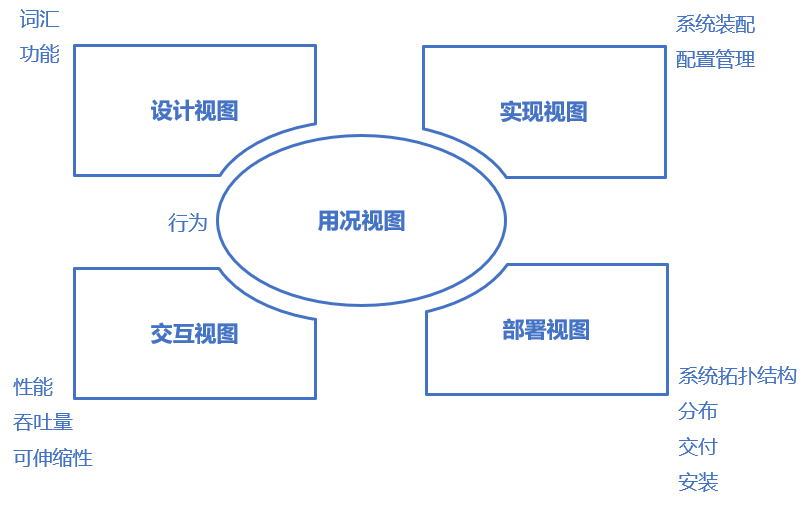 词汇
功能
设计视图
系统装配
配置管理
实现视图
行为
用况视图
交互视图
性能
吞吐量
可伸缩性
部署视图
系统拓扑结构
分布
交付
安装